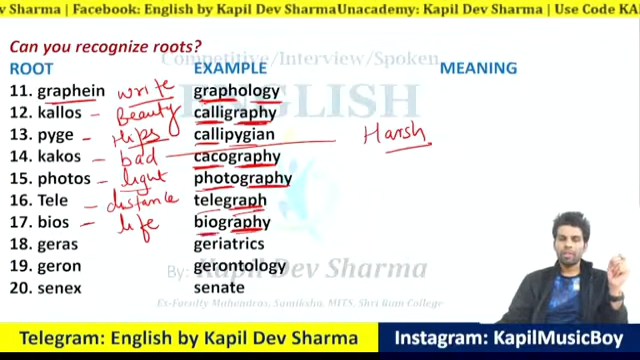 v Sharma | Facebook: English by Kapil Dev SharmaUnacademy: Kapil Dev Sharma | Use Code KA
Can you recognize roots?
Competitive/Interview/Spoken
ROOT EXAMPLE MEANING
ENGLISH
11. graphein write graphology
12. kallos - Beauty calligraphy
13. pyge - Hips callipygian Harsh
14. kakos - bad cacography
15. photos - light photography
16. Tele - distance telegraph
17. bios - life biography
18. geras geriatrics
19. geron gerontology
By: Kapil Dev Sharma
20. senex senate
Ex-Faculty Mahendras, Sqmiksha, MITS, Shri Ram College
Telegram: English by Kapil Dev Sharma Instagram: KapilMusicBoy